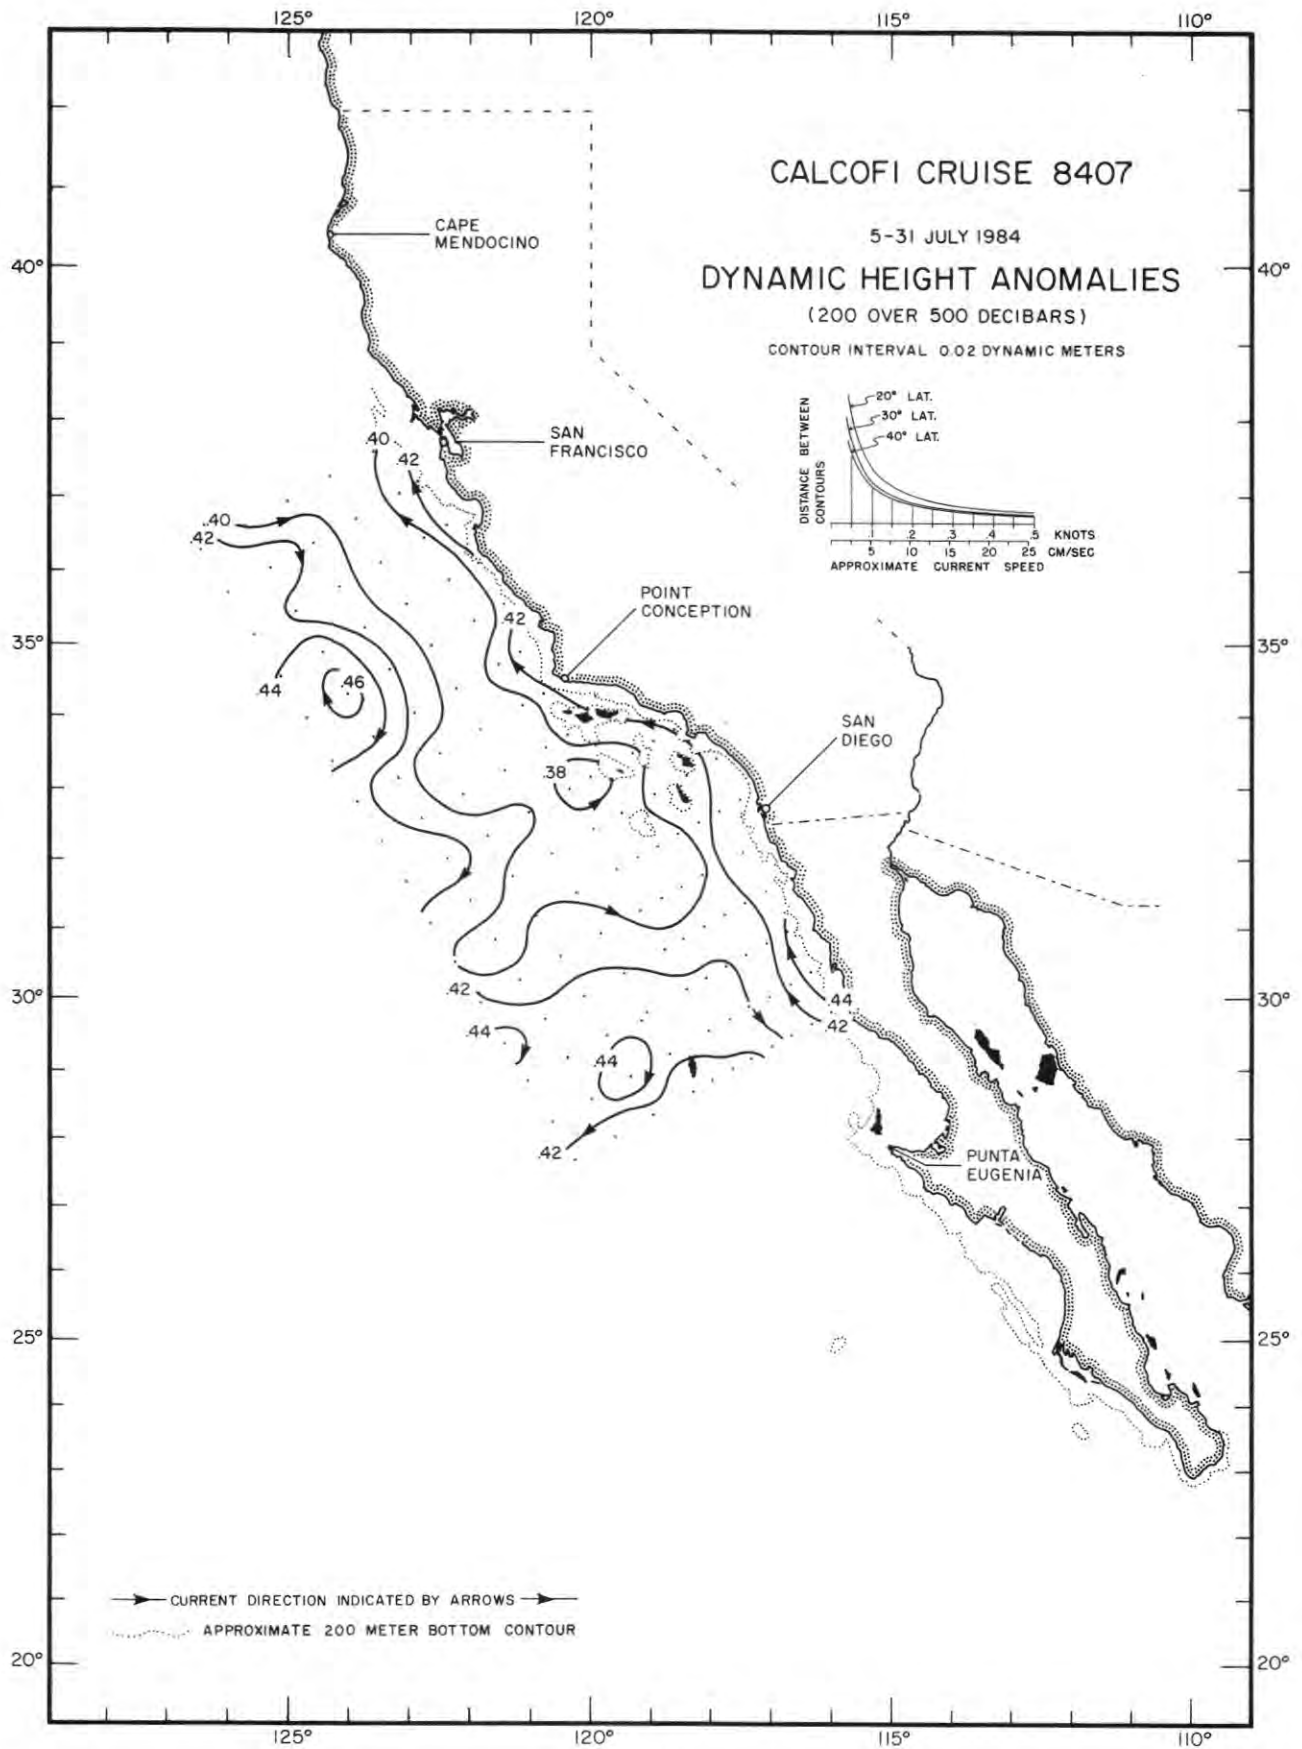 125° 120° 115° 110°
CALCOFI CRUISE 8407
5-31 JULY 1984
DYNAMIC HEIGHT ANOMALIES
(200 OVER 500 DECIBARS)
CONTOUR INTERVAL 0.02 DYNAMIC METERS
CAPE
MENDOCINO
40° 40°
DISTANCE BETWEEN
CONTOURS
20° LAT.
30° LAT.
40° LAT.
.1 .2 .3 .4 .5 KNOTS
5 10 15 20 25 CM/SEC
APPROXIMATE CURRENT SPEED
SAN
FRANCISCO
.40
.42
.40
.42
POINT
CONCEPTION
.42
35° 35°
.44
.46
SAN
DIEGO
.38
30° 30°
.42
.44
.42
.44
.44
.42
PUNTA
EUGENIA
25° 25°
CURRENT DIRECTION INDICATED BY ARROWS
APPROXIMATE 200 METER BOTTOM CONTOUR
20° 20°
125° 120° 115° 110°